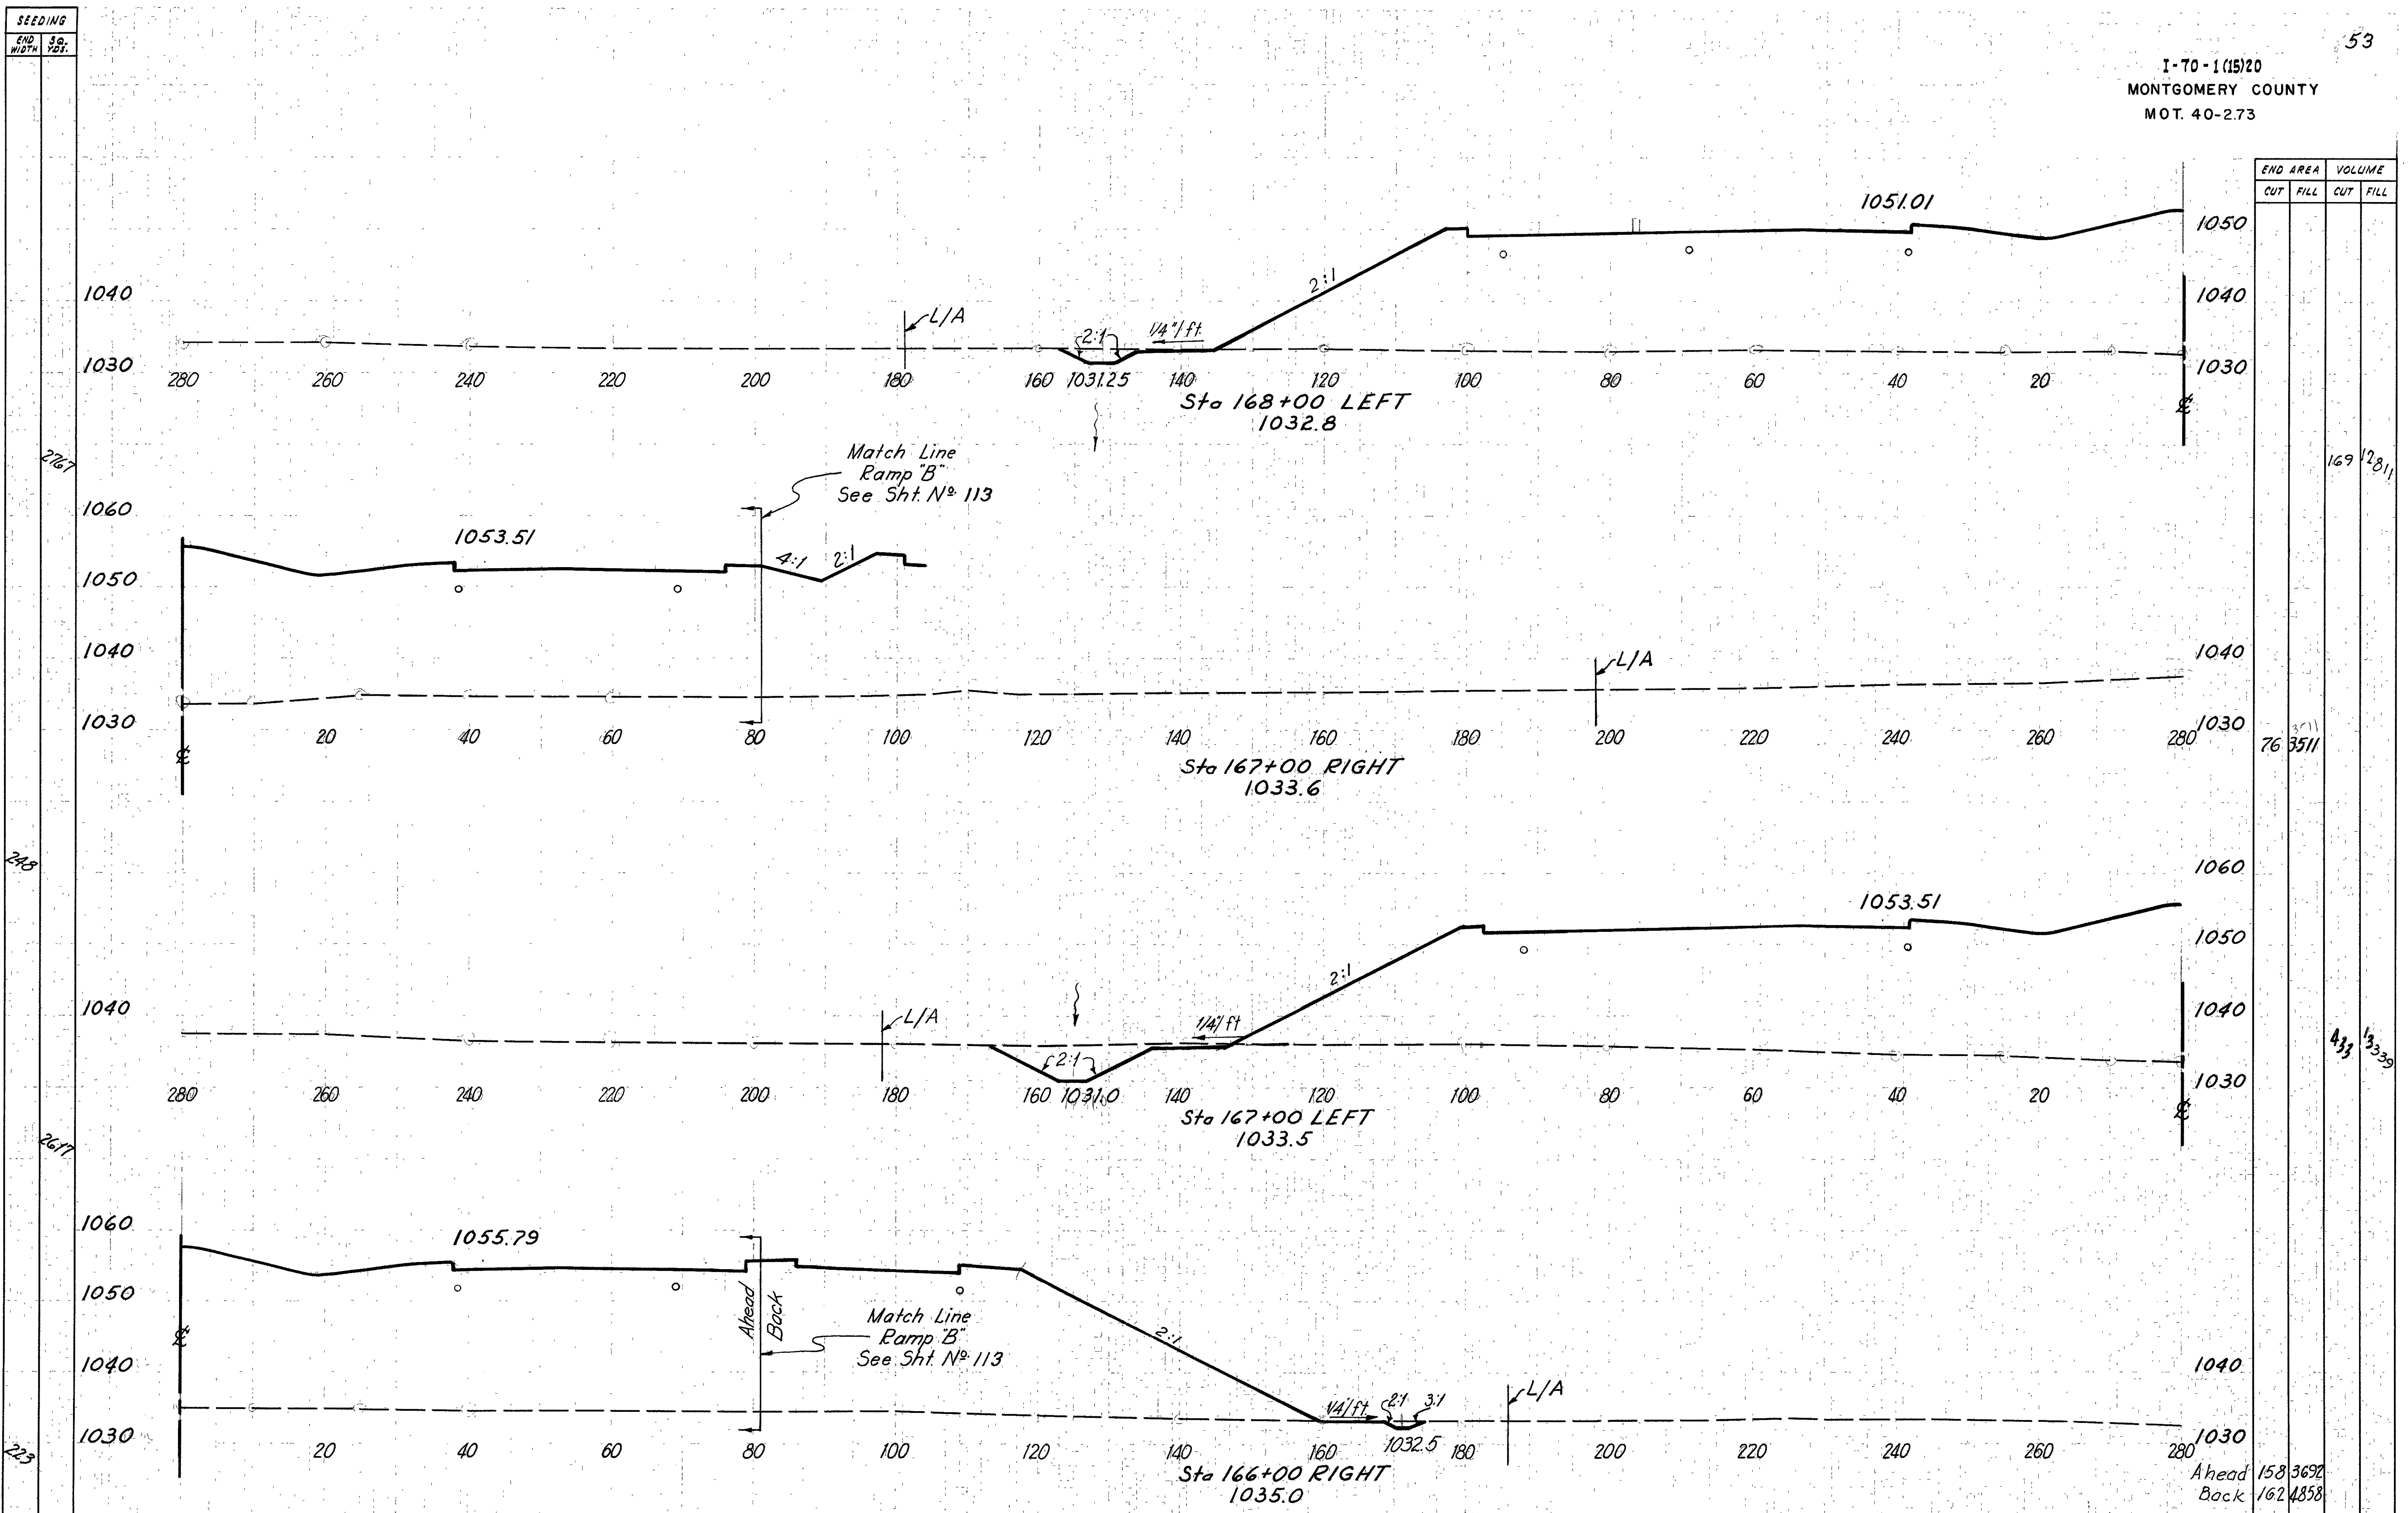 SEEDING
END WIDTH
SQ. YDS.
53
I-70-1(15)20
MONTGOMERY COUNTY
MOT. 40-2.73
END AREA VOLUME
CUT FILL CUT FILL
1051.01
1050
1040
1040
2:1
L/A
2:1
1/4"/ft.
1030
1030
280 260 240 220 200 180 160 1031.25 140 120 100 80 60 40 20
Sta 168+00 LEFT
1032.8
℄
2767
169 12811
Match Line
Ramp "B"
See Sht. Nº 113
1060
1053.51
4:1 2:1
1050
1040
1040
L/A
1030
1030
20 40 60 80 100 120 140 160 180 200 220 240 260 280
℄
76 3511
Sta 167+00 RIGHT
1033.6
248
1060
1053.51
1050
2:1
1040
1040
L/A
1/4"/ft
2:1
433 13339
1030
280 260 240 220 200 180 160 1031.0 140 120 100 80 60 40 20
Sta 167+00 LEFT
1033.5
℄
2617
1060
1055.79
1050
Ahead
Back
Match Line
Ramp "B"
See Sht. Nº 113
℄
2:1
1040
1040
L/A
1/4"/ft.
2:1 3:1
1030
1032.5
1030
20 40 60 80 100 120 140 160 180 200 220 240 260 280
Sta 166+00 RIGHT
1035.0
223
Ahead 158 3692
Back 162 4858